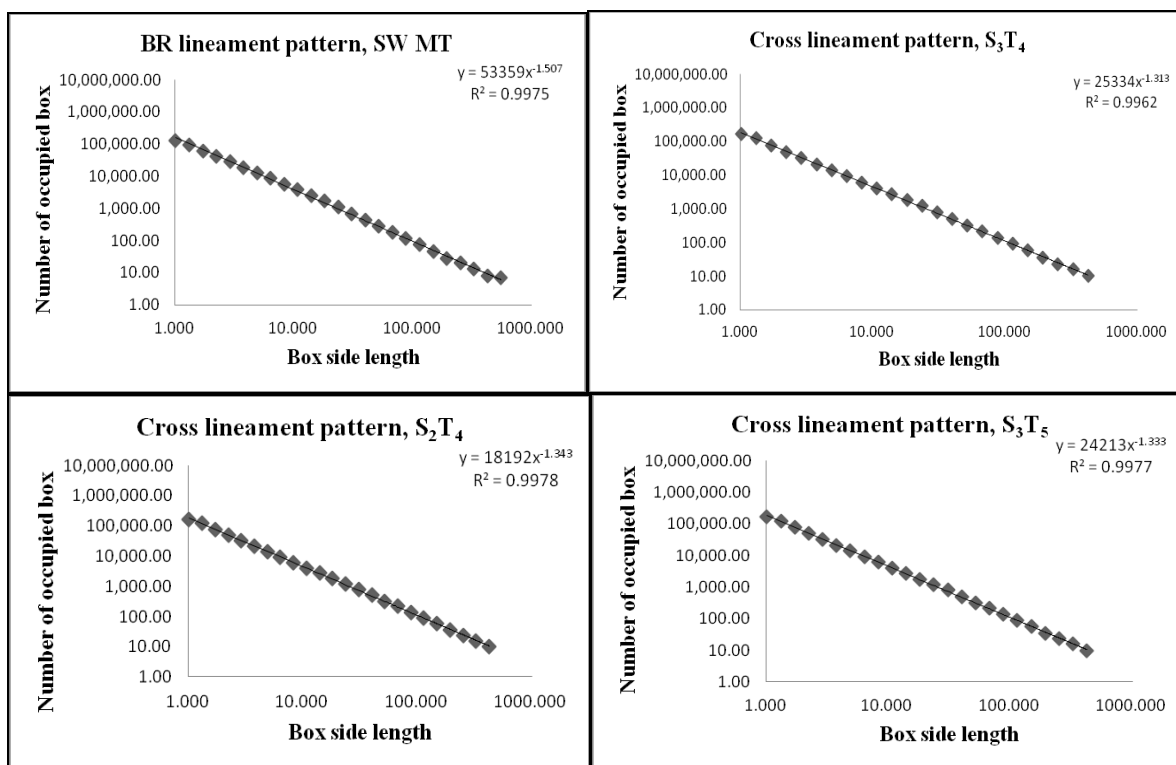 BR lineament pattern, SW MT
y = 53359x^-1.507
R² = 0.9975
Number of occupied box
10,000,000.00
1,000,000.00
100,000.00
10,000.00
1,000.00
100.00
10.00
1.00
1.000 10.000 100.000 1000.000
Box side length
Cross lineament pattern, S₃T₄
y = 25334x^-1.313
R² = 0.9962
Number of occupied box
10,000,000.00
1,000,000.00
100,000.00
10,000.00
1,000.00
100.00
10.00
1.00
1.000 10.000 100.000 1000.000
Box side length
Cross lineament pattern, S₂T₄
y = 18192x^-1.343
R² = 0.9978
Number of occupied box
10,000,000.00
1,000,000.00
100,000.00
10,000.00
1,000.00
100.00
10.00
1.00
1.000 10.000 100.000 1000.000
Box side length
Cross lineament pattern, S₃T₅
y = 24213x^-1.333
R² = 0.9977
Number of occupied box
10,000,000.00
1,000,000.00
100,000.00
10,000.00
1,000.00
100.00
10.00
1.00
1.000 10.000 100.000 1000.000
Box side length